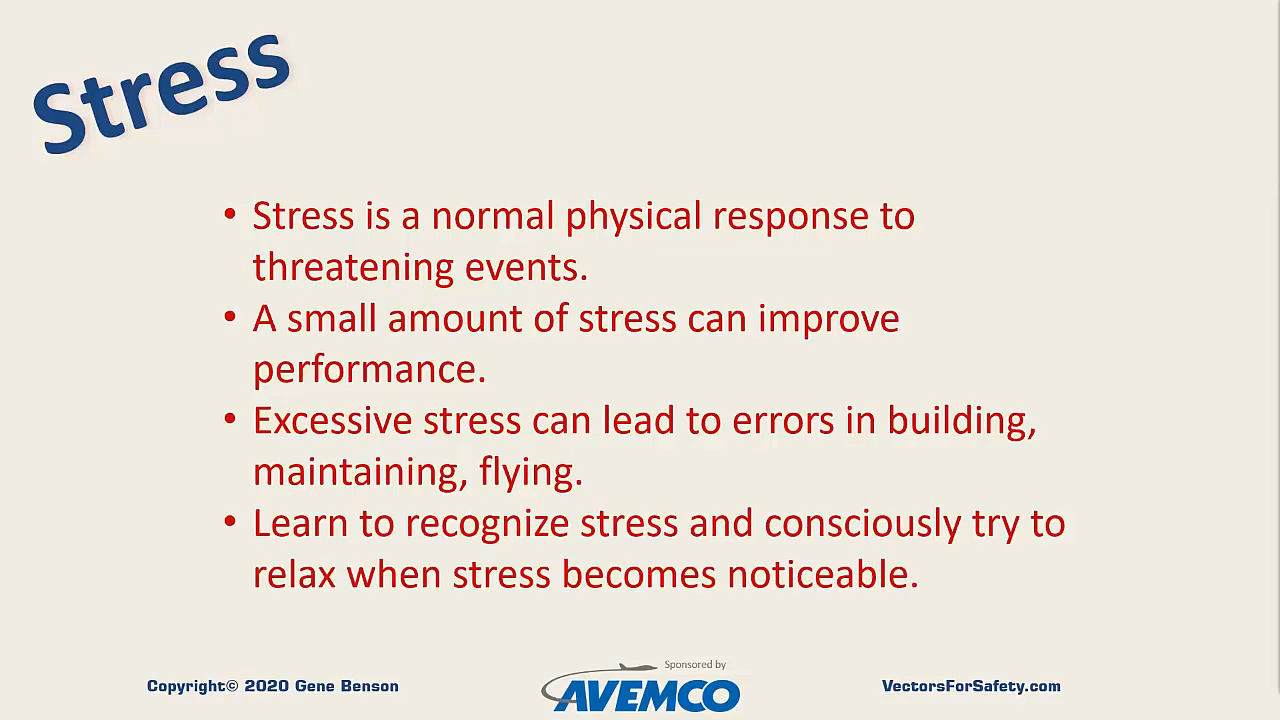 Stress
• Stress is a normal physical response to
threatening events.
• A small amount of stress can improve
performance.
• Excessive stress can lead to errors in building,
maintaining, flying.
• Learn to recognize stress and consciously try to
relax when stress becomes noticeable.
Sponsored by
Copyright© 2020 Gene Benson
AVEMCO
VectorsForSafety.com